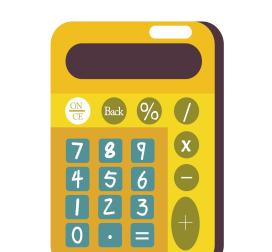 ON
CE
Back
%
/
7 8 9 x
4 5 6 −
1 2 3 +
0 . =